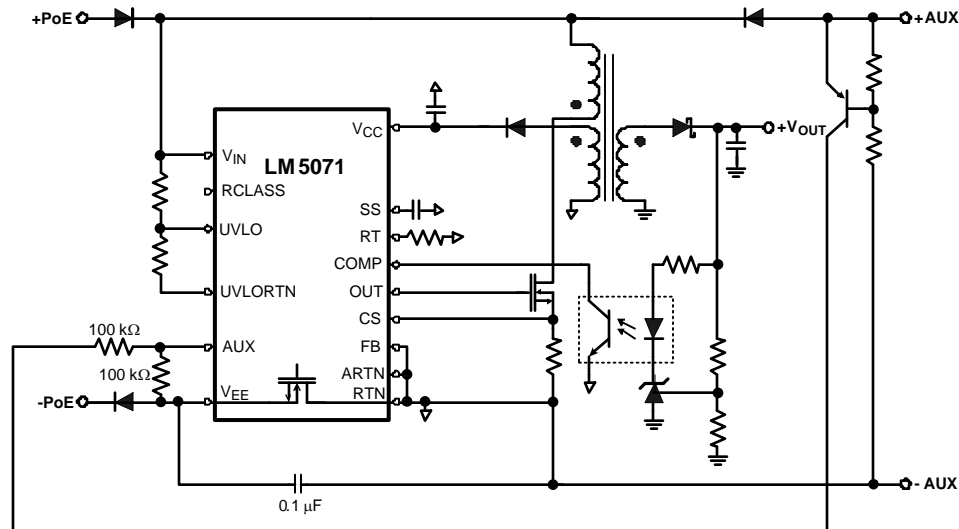 +PoE
+AUX
VCC
+VOUT
LM5071
VIN
RCLASS
SS
UVLO
RT
COMP
UVLORTN
OUT
CS
100 kΩ
AUX
FB
100 kΩ
ARTN
-PoE
VEE
RTN
0.1 μF
- AUX